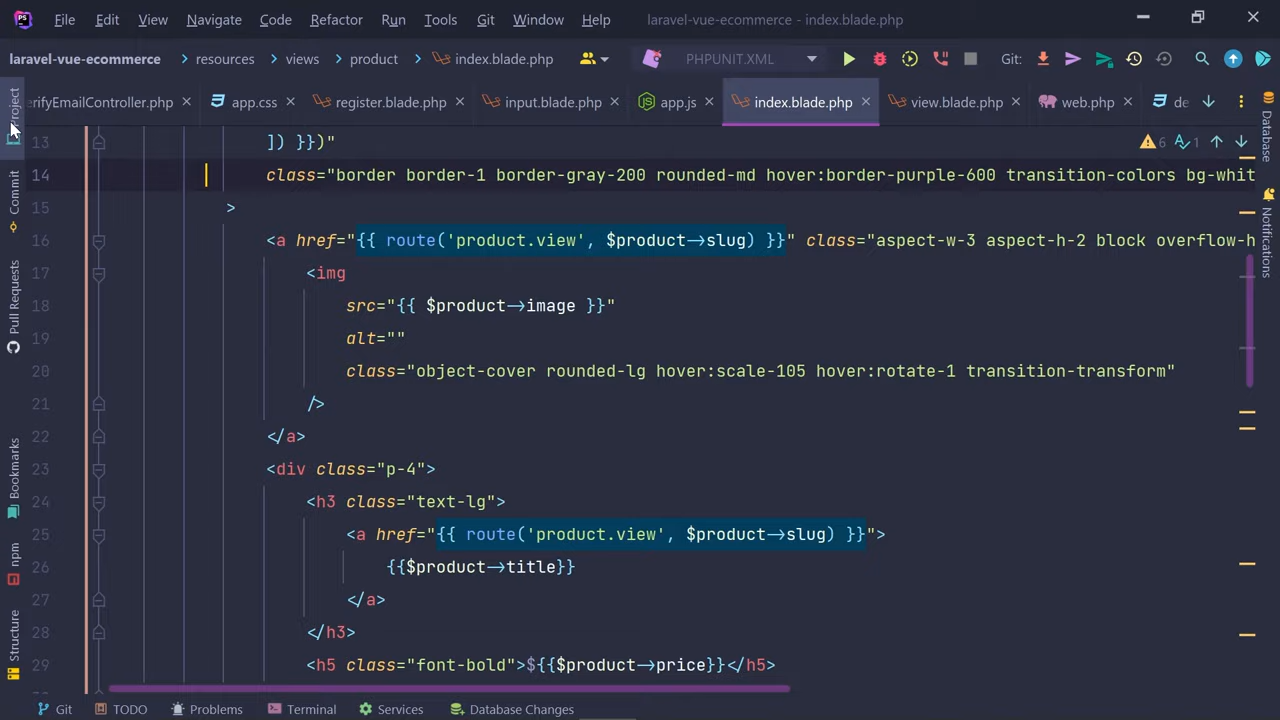 File Edit View Navigate Code Refactor Run Tools Git Window Help laravel-vue-ecommerce - index.blade.php
laravel-vue-ecommerce resources views product index.blade.php PHPUNIT.XML Git:
erifyEmailController.php app.css register.blade.php input.blade.php app.js index.blade.php view.blade.php web.php de
13 ]) }})"
6 1
14 class="border border-1 border-gray-200 rounded-md hover:border-purple-600 transition-colors bg-whit
15 >
16 <a href="{{ route('product.view', $product->slug) }}" class="aspect-w-3 aspect-h-2 block overflow-h
17 <img
18 src="{{ $product->image }}"
19 alt=""
20 class="object-cover rounded-lg hover:scale-105 hover:rotate-1 transition-transform"
21 />
22 </a>
23 <div class="p-4">
24 <h3 class="text-lg">
25 <a href="{{ route('product.view', $product->slug) }}">
26 {{$product->title}}
27 </a>
28 </h3>
29 <h5 class="font-bold">${{$product->price}}</h5>
Project
Commit
Pull Requests
Bookmarks
npm
Structure
Database
Notifications
Git TODO Problems Terminal Services Database Changes